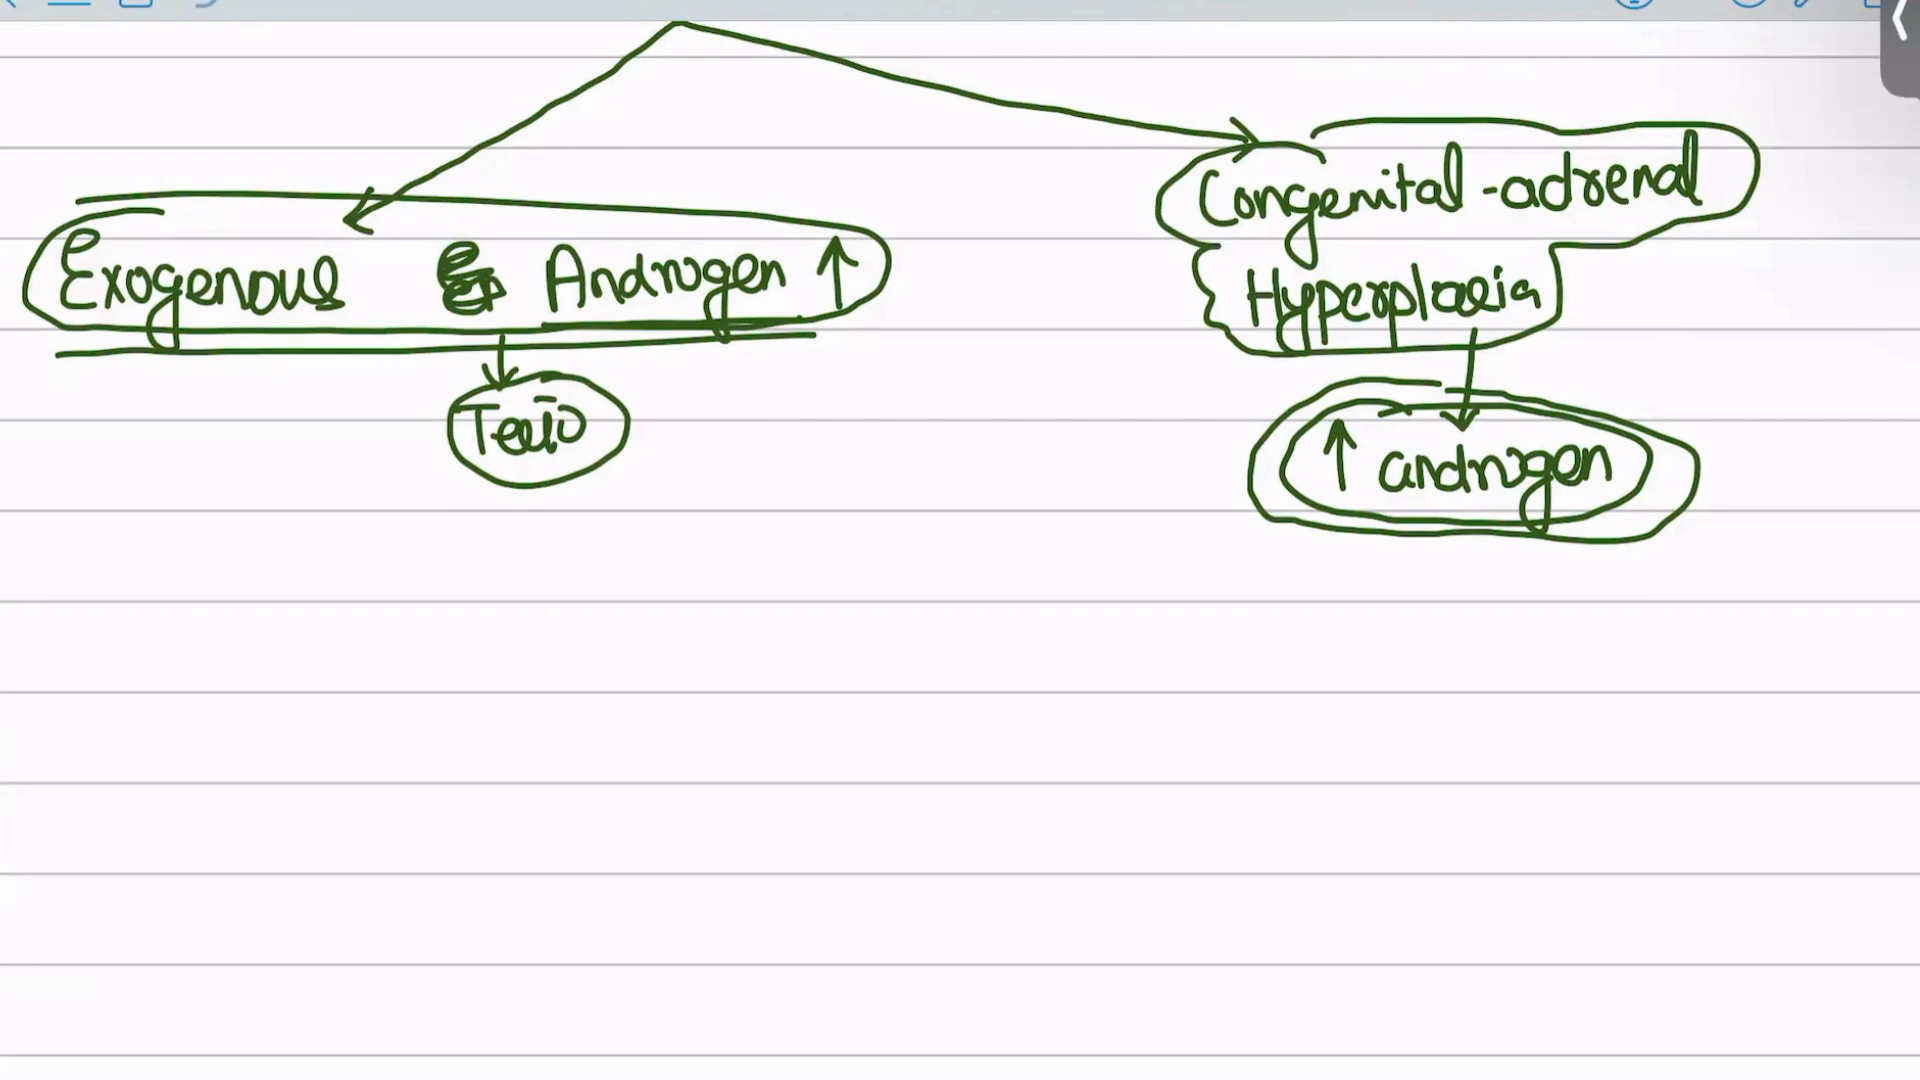 Congenital-adrenal
Exogenous Androgen ↑
Hyperplasia
↑ androgen